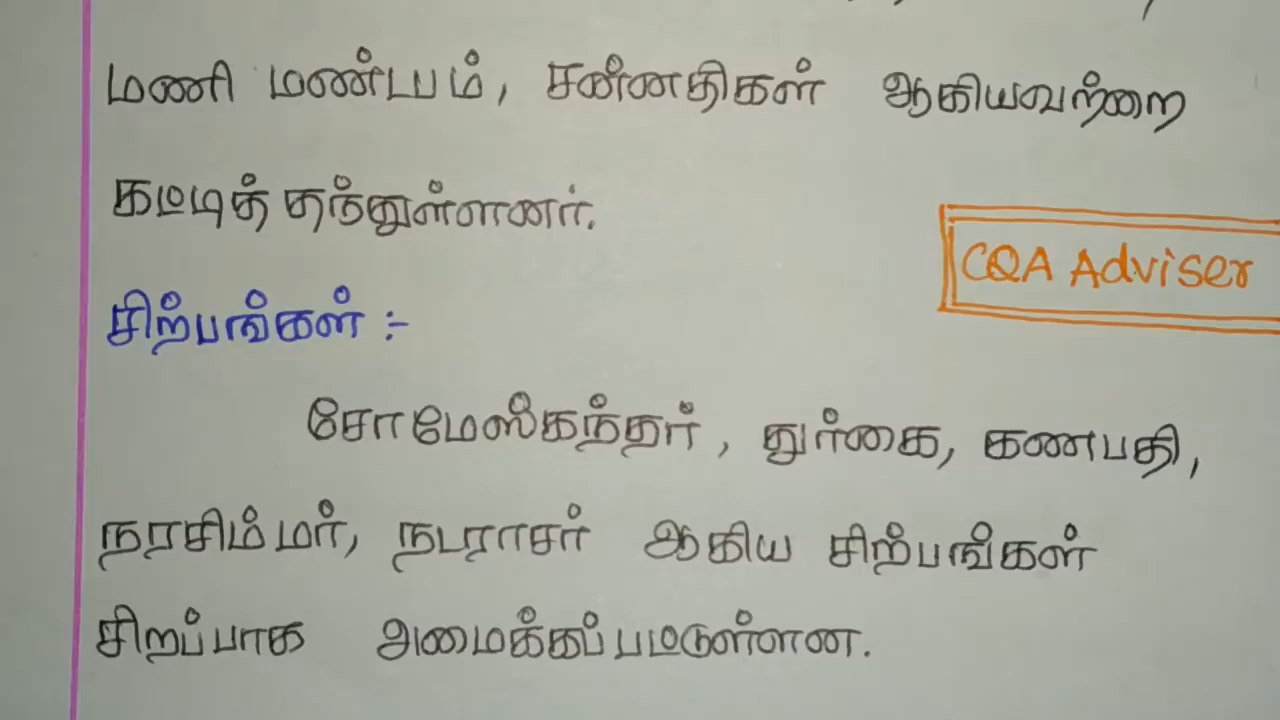 மணி மண்டபம், சன்னதிகள் ஆகியவற்றை
கட்டித் தந்துள்ளனர்.
CQA Adviser
சிற்பங்கள் :-
சோமேஸ்கந்தர், துர்கை, கணபதி,
நரசிம்மர், நடராசர் ஆகிய சிற்பங்கள்
சிறப்பாக அமைக்கப்பட்டுள்ளன.